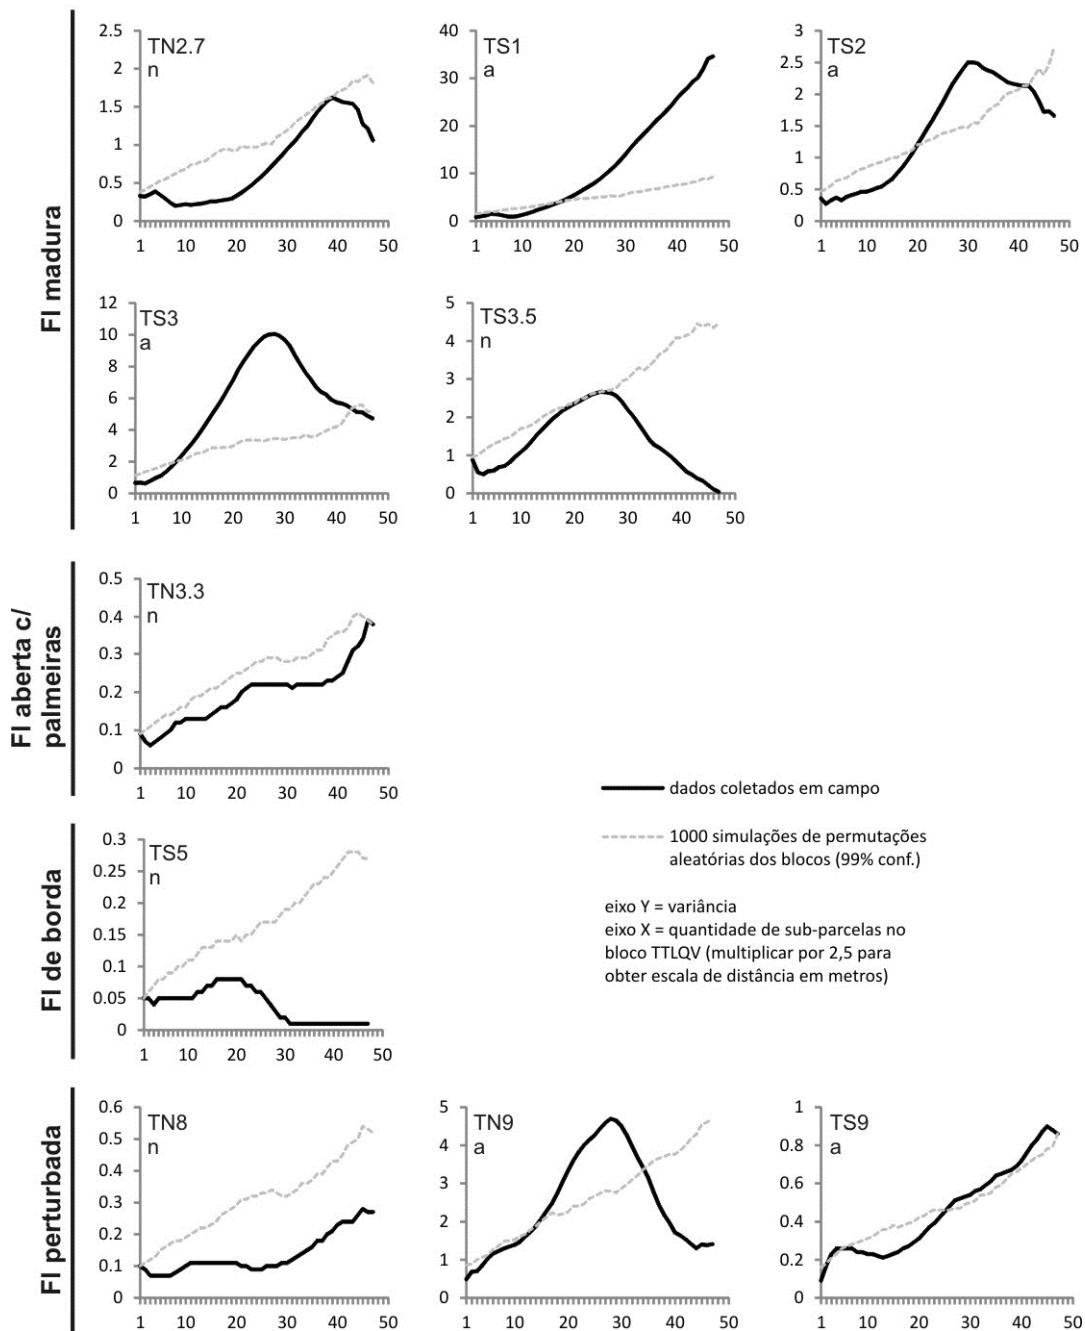 FI madura
TN2.7
n
2.5
2
1.5
1
0.5
0
1 10 20 30 40 50
TS1
a
40
30
20
10
0
1 10 20 30 40 50
TS2
a
3
2.5
2
1.5
1
0.5
0
1 10 20 30 40 50
TS3
a
12
10
8
6
4
2
0
1 10 20 30 40 50
TS3.5
n
5
4
3
2
1
0
1 10 20 30 40 50
FI aberta c/
palmeiras
TN3.3
n
0.5
0.4
0.3
0.2
0.1
0
1 10 20 30 40 50
dados coletados em campo
1000 simulações de permutações
aleatórias dos blocos (99% conf.)
eixo Y = variância
eixo X = quantidade de sub-parcelas no
bloco TTLQV (multiplicar por 2,5 para
obter escala de distância em metros)
FI de borda
TS5
n
0.3
0.25
0.2
0.15
0.1
0.05
0
1 10 20 30 40 50
FI perturbada
TN8
n
0.6
0.5
0.4
0.3
0.2
0.1
0
1 10 20 30 40 50
TN9
a
5
4
3
2
1
0
1 10 20 30 40 50
TS9
a
1
0.8
0.6
0.4
0.2
0
1 10 20 30 40 50